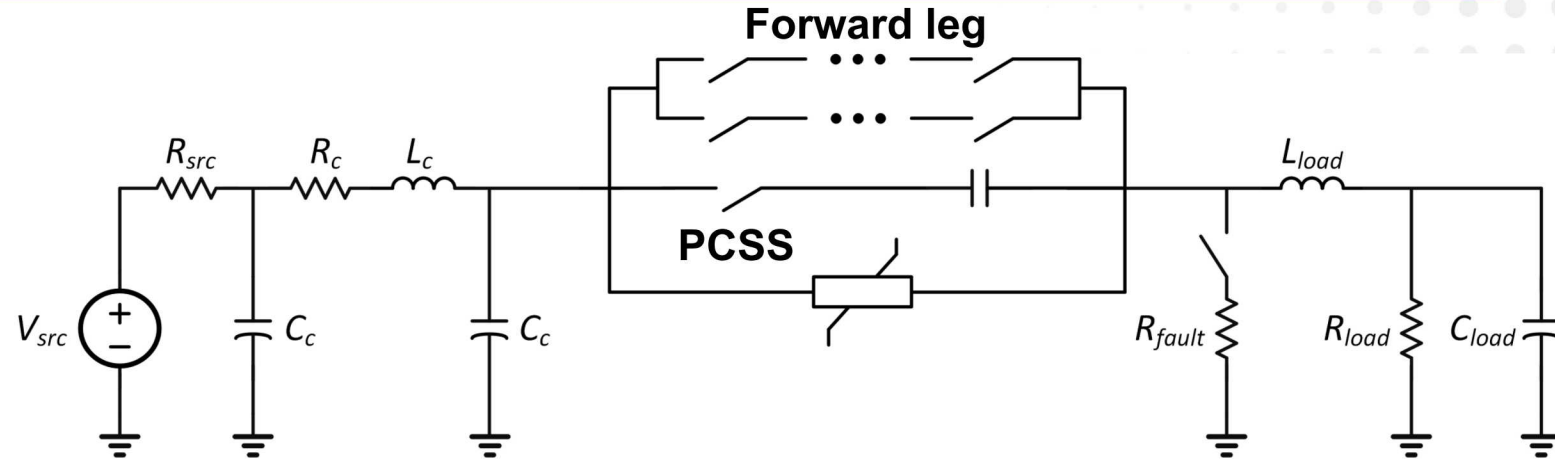 Forward leg
R_src
R_c
L_c
L_load
PCSS
V_src
+
−
C_c
C_c
R_fault
R_load
C_load